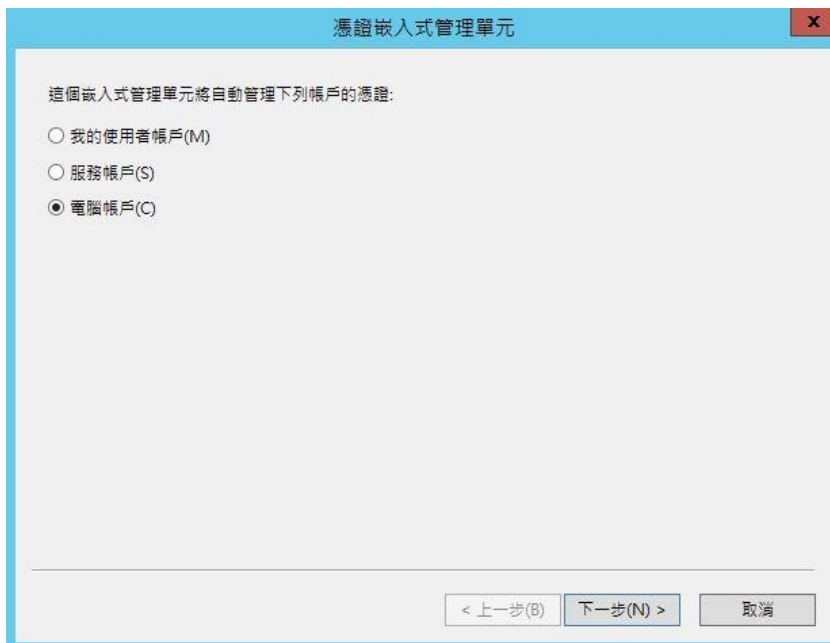 憑證嵌入式管理單元
x
這個嵌入式管理單元將自動管理下列帳戶的憑證:
我的使用者帳戶(M)
服務帳戶(S)
電腦帳戶(C)
< 上一步(B) 下一步(N) > 取消